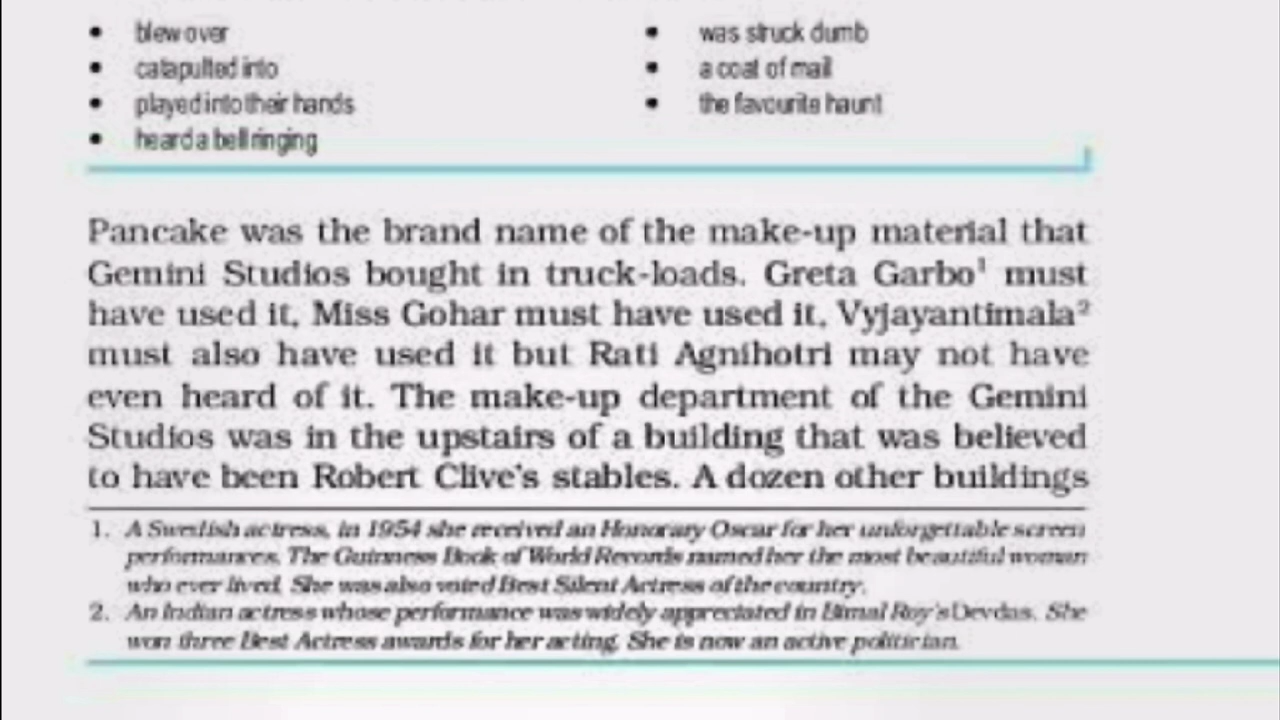 blew over
catapulted into
played into their hands
heard a bell ringing
was struck dumb
a coat of mail
the favourite haunt
Pancake was the brand name of the make-up material that
Gemini Studios bought in truck-loads. Greta Garbo¹ must
have used it, Miss Gohar must have used it, Vyjayantimala²
must also have used it but Rati Agnihotri may not have
even heard of it. The make-up department of the Gemini
Studios was in the upstairs of a building that was believed
to have been Robert Clive's stables. A dozen other buildings
1. A Swedish actress, in 1954 she received an Honorary Oscar for her unforgettable screen
performances. The Guinness Book of World Records named her the most beautiful woman
who ever lived. She was also voted Best Silent Actress of the country.
2. An Indian actress whose performance was widely appreciated in Bimal Roy's Devdas. She
won three Best Actress awards for her acting. She is now an active politician.